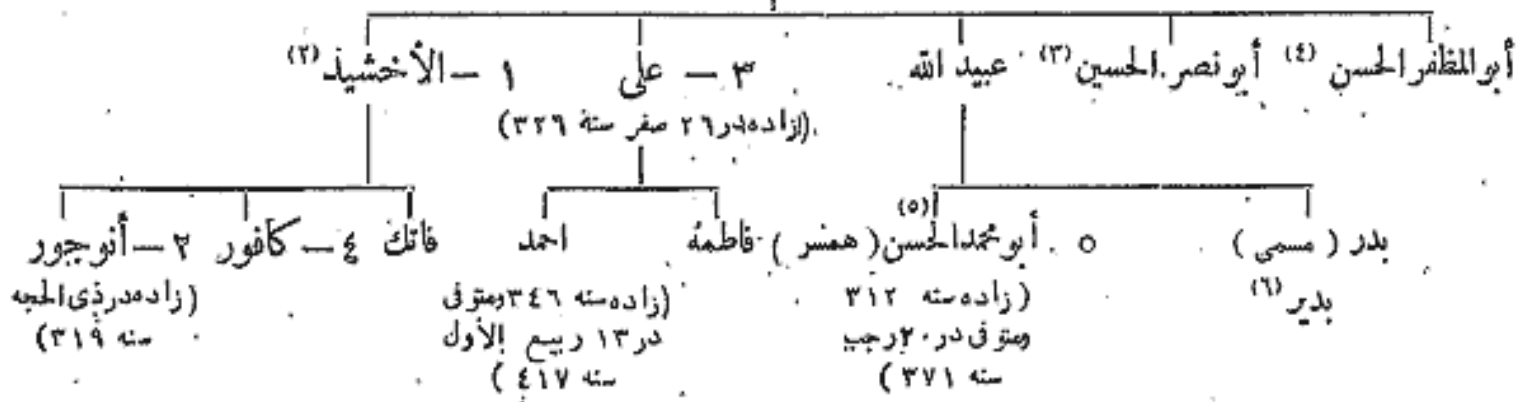 أبو المظفر الحسن (٤) أبو نصر الحسين (٣) عبيد الله ٣ — على ١ — الأخشيذ (٢)
(زاده در ٢٦ صفر سنة ٣٢٦)
بدر (مسمى) ٥ . أبو محمد الحسن (٥) (همسر) فاطمة احمد فاتك ٤ — كافور ٢ — أنوجور
بدير (٦) (زاده سنه ٣١٢ (زاده سنه ٣٤٦ ومتوفى (زاده در ذى الحجه
ومتوفى در ٢٠ رجب در ١٣ ربيع الأول سنه ٣١٩)
سنه ٣٧١) سنه ٤١٧)